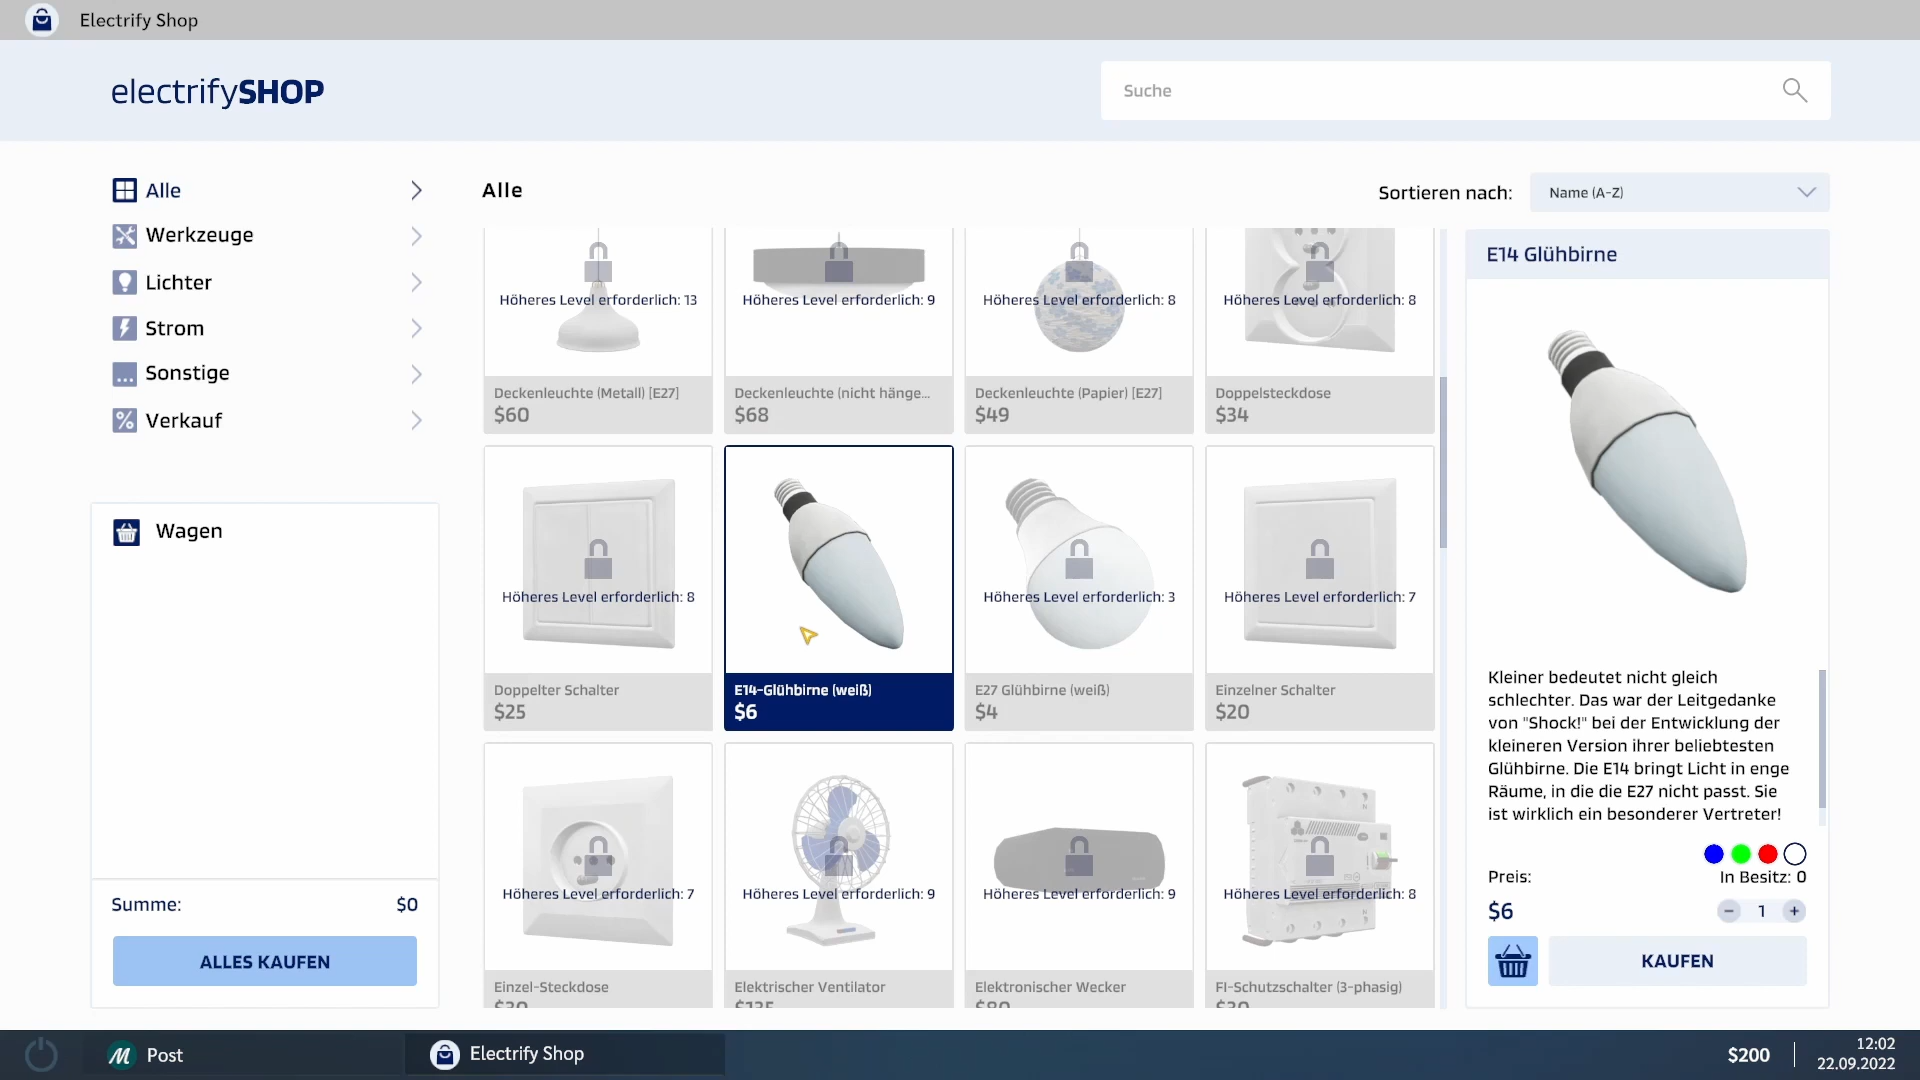 Electrify Shop
electrifySHOP
Suche
Alle
Werkzeuge
Lichter
Strom
Sonstige
Verkauf
Wagen
Summe: $0
ALLES KAUFEN
Alle
Sortieren nach: Name (A-Z)
Höheres Level erforderlich: 13
Deckenleuchte (Metall) [E27]
$60
Höheres Level erforderlich: 9
Deckenleuchte (nicht hänge...
$68
Höheres Level erforderlich: 8
Deckenleuchte (Papier) [E27]
$49
Höheres Level erforderlich: 8
Doppelsteckdose
$34
Höheres Level erforderlich: 8
Doppelter Schalter
$25
E14-Glühbirne (weiß)
$6
Höheres Level erforderlich: 3
E27 Glühbirne (weiß)
$4
Höheres Level erforderlich: 7
Einzelner Schalter
$20
Höheres Level erforderlich: 7
Einzel-Steckdose
Höheres Level erforderlich: 9
Elektrischer Ventilator
Höheres Level erforderlich: 9
Elektronischer Wecker
Höheres Level erforderlich: 8
FI-Schutzschalter (3-phasig)
E14 Glühbirne
Kleiner bedeutet nicht gleich
schlechter. Das war der Leitgedanke
von "Shock!" bei der Entwicklung der
kleineren Version ihrer beliebtesten
Glühbirne. Die E14 bringt Licht in enge
Räume, in die die E27 nicht passt. Sie
ist wirklich ein besonderer Vertreter!
Preis:
In Besitz: 0
$6
− 1 +
KAUFEN
Post
Electrify Shop
$200
12:02
22.09.2022